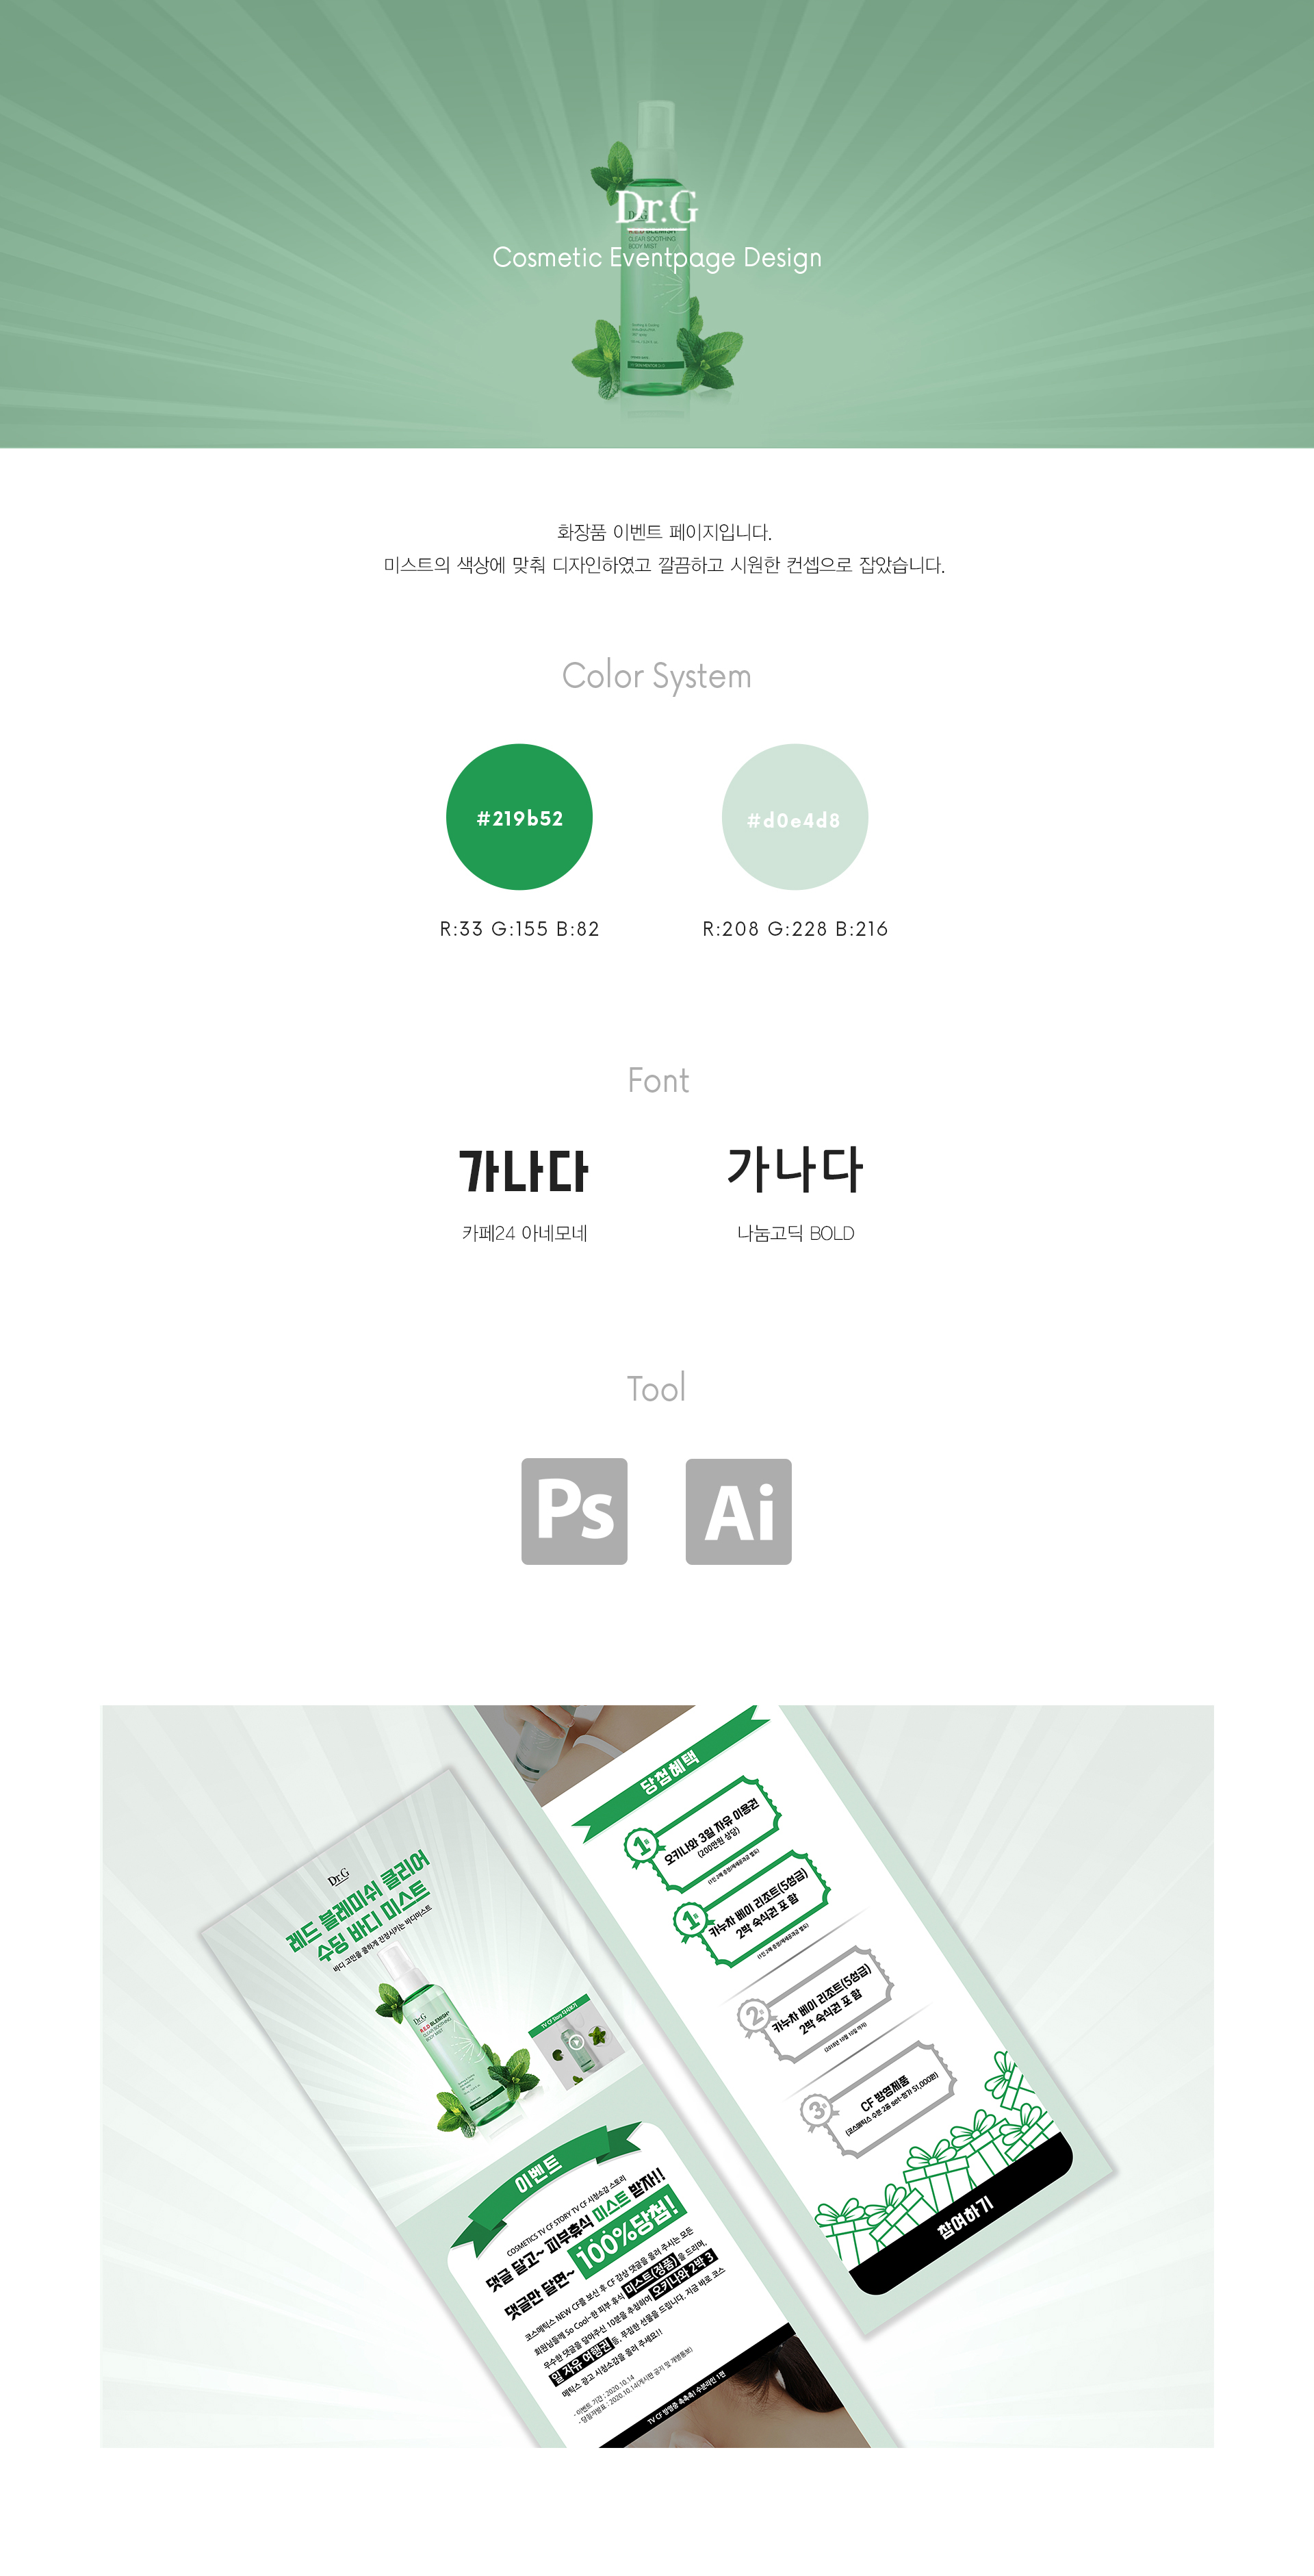 Dr.G
Cosmetic Eventpage Design
Dr.G
R.E.D BLEMISH
CLEAR SOOTHING
BODY MIST
화장품 이벤트 페이지입니다.
미스트의 색상에 맞춰 디자인하였고 깔끔하고 시원한 컨셉으로 잡았습니다.
Color System
#219b52
#d0e4d8
R:33 G:155 B:82
R:208 G:228 B:216
Font
가나다
가나다
카페24 아네모네
나눔고딕 BOLD
Tool
Ps
Ai
Dr.G
레드 블레미쉬 클리어
수딩 바디 미스트
바디 고민을 쿨하게 진정시키는 바디미스트
Dr.G
R.E.D BLEMISH
CLEAR SOOTHING
BODY MIST
이벤트
COSMETICS TV CF STORY TV CF 시청소감 스토리
댓글 달고~ 피부휴식 미스트 받자!!
댓글만 달면~ 100%당첨!
코스메틱스 NEW CF를 보신 후 CF 감상 댓글을 올려 주시는 모든
회원님들께 So Cool~한 피부 휴식 미스트(정품)을 드리며,
우수한 댓글을 달아주신 10분을 추첨하여 오키나와 2박 3
일 자유 여행권 등, 푸짐한 선물을 드립니다. 지금 바로 코스
메틱스 광고 시청소감을 올려 주세요!!
- 이벤트 기간 : 2020.10.14
- 당첨자발표 : 2020.10.14(게시판 공지 및 개별통보)
TV CF 방영중 촉촉촉! 수분라인 1편
당첨혜택
1등
오키나와 3일 자유 이용권
(200만원 상당)
1등
카누차 베이 리조트(5성급)
2박 숙식권 포 함
2등
카누차 베이 리조트(5성급)
2박 숙식권 포 함
3등
CF 방영제품
(코스메틱스 수분 2종 set-정가 51,000원)
참여하기